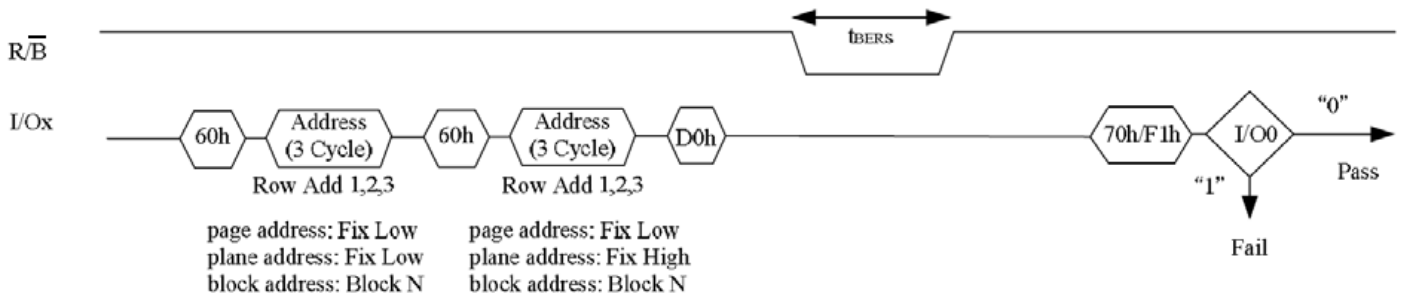 tBERS
R/B
I/Ox
60h
Address
(3 Cycle)
60h
Address
(3 Cycle)
D0h
70h/F1h
I/O0
“0”
Pass
“1”
Fail
Row Add 1,2,3
Row Add 1,2,3
page address: Fix Low
plane address: Fix Low
block address: Block N
page address: Fix Low
plane address: Fix High
block address: Block N